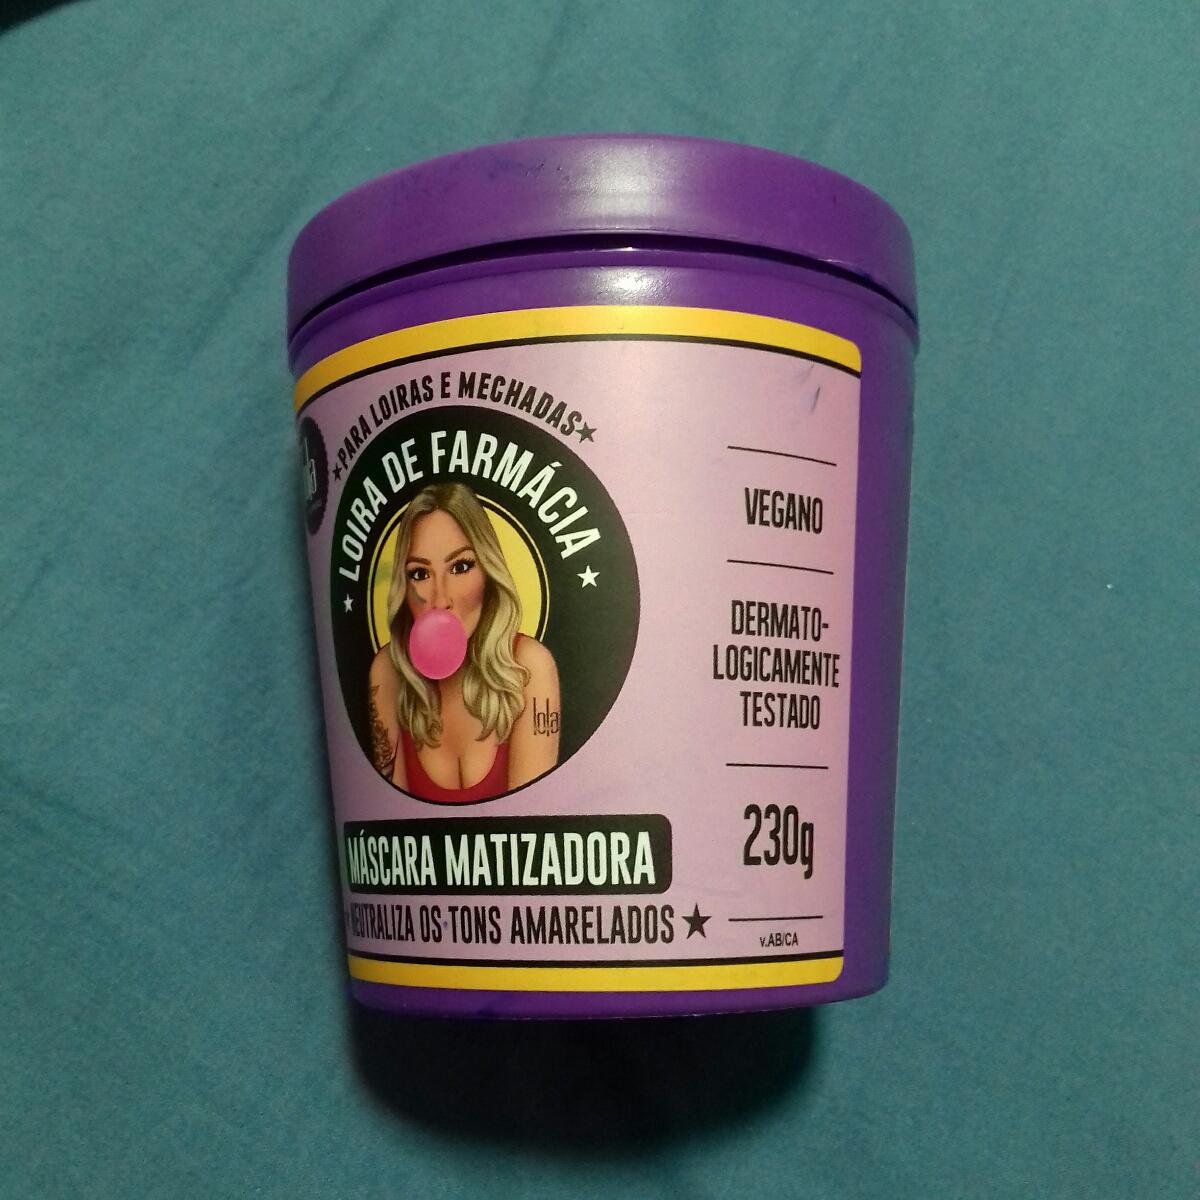 ★PARA LOIRAS E MECHADAS★
★ LOIRA DE FARMÁCIA ★
lola
MÁSCARA MATIZADORA
NEUTRALIZA OS TONS AMARELADOS ★
VEGANO
DERMATO-
LOGICAMENTE
TESTADO
230g
v.AB/CA